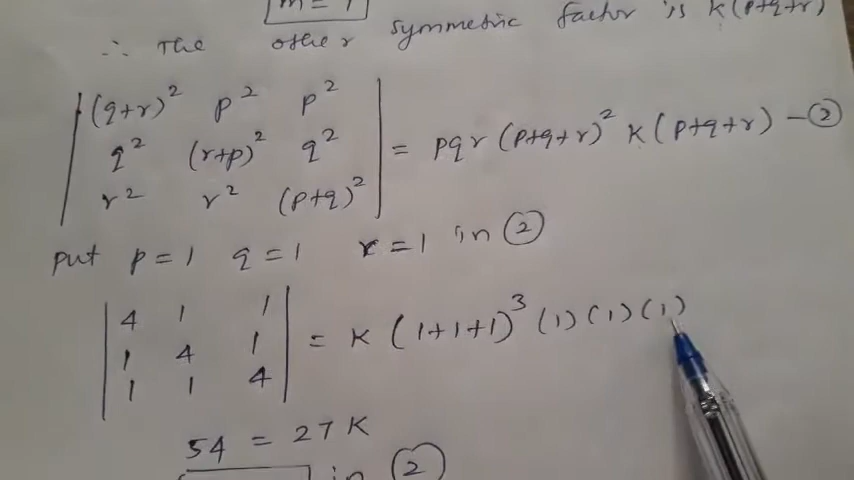 m = 1
∴ The other symmetric factor is k(p+q+r)
| (q+r)² p² p² |
| q² (r+p)² q² | = pqr (p+q+r)² K (p+q+r) — ②
| r² r² (p+q)² |
put p = 1 q = 1 r = 1 in ②
| 4 1 1 |
| 1 4 1 | = K (1+1+1)³ (1) (1) (1)
| 1 1 4 |
54 = 27 K
in ②